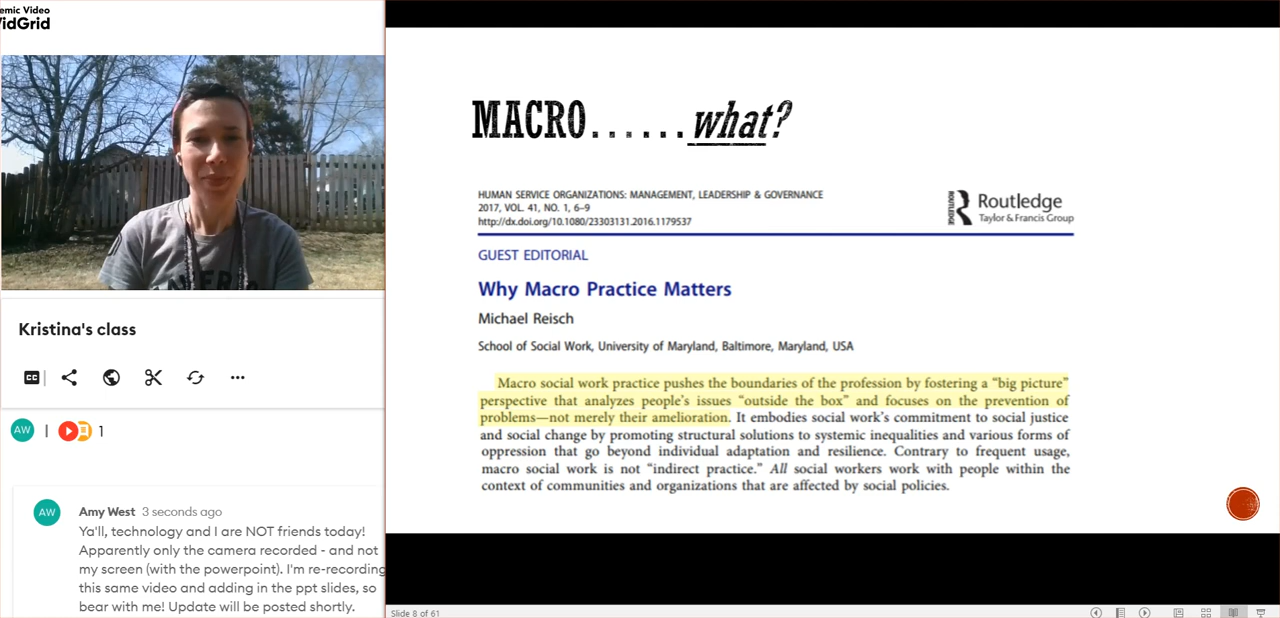 emic Video
VidGrid
Kristina's class
CC
AW
1
AW
Amy West 3 seconds ago
Ya'll, technology and I are NOT friends today!
Apparently only the camera recorded - and not
my screen (with the powerpoint). I'm re-recording
this same video and adding in the ppt slides, so
bear with me! Update will be posted shortly.
MACRO......what?
HUMAN SERVICE ORGANIZATIONS: MANAGEMENT, LEADERSHIP & GOVERNANCE
2017, VOL. 41, NO. 1, 6–9
http://dx.doi.org/10.1080/23303131.2016.1179537
ROUTLEDGE
Routledge
Taylor & Francis Group
GUEST EDITORIAL
Why Macro Practice Matters
Michael Reisch
School of Social Work, University of Maryland, Baltimore, Maryland, USA
Macro social work practice pushes the boundaries of the profession by fostering a “big picture”
perspective that analyzes people’s issues “outside the box” and focuses on the prevention of
problems—not merely their amelioration. It embodies social work’s commitment to social justice
and social change by promoting structural solutions to systemic inequalities and various forms of
oppression that go beyond individual adaptation and resilience. Contrary to frequent usage,
macro social work is not “indirect practice.” All social workers work with people within the
context of communities and organizations that are affected by social policies.
Slide 8 of 61